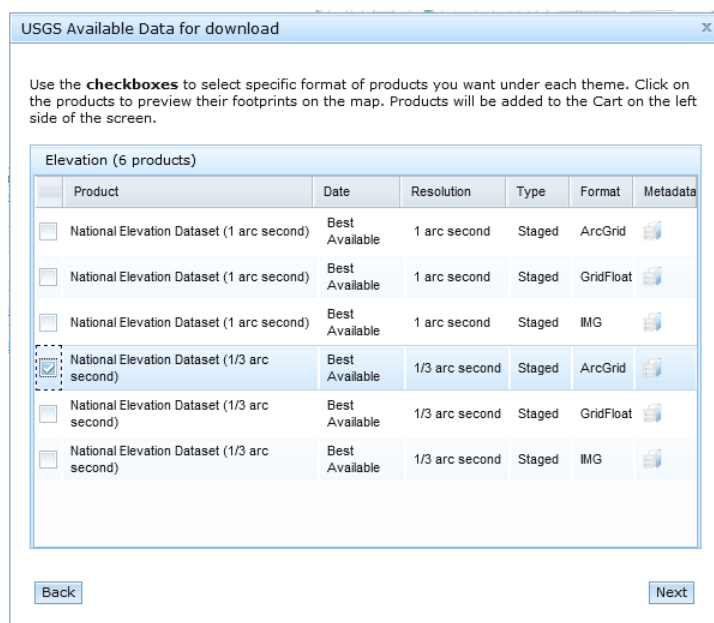 USGS Available Data for download x
Use the checkboxes to select specific format of products you want under each theme. Click on
the products to preview their footprints on the map. Products will be added to the Cart on the left
side of the screen.
Elevation (6 products)
Product Date Resolution Type Format Metadata
National Elevation Dataset (1 arc second) Best Available 1 arc second Staged ArcGrid
National Elevation Dataset (1 arc second) Best Available 1 arc second Staged GridFloat
National Elevation Dataset (1 arc second) Best Available 1 arc second Staged IMG
National Elevation Dataset (1/3 arc second) Best Available 1/3 arc second Staged ArcGrid
National Elevation Dataset (1/3 arc second) Best Available 1/3 arc second Staged GridFloat
National Elevation Dataset (1/3 arc second) Best Available 1/3 arc second Staged IMG
Back Next